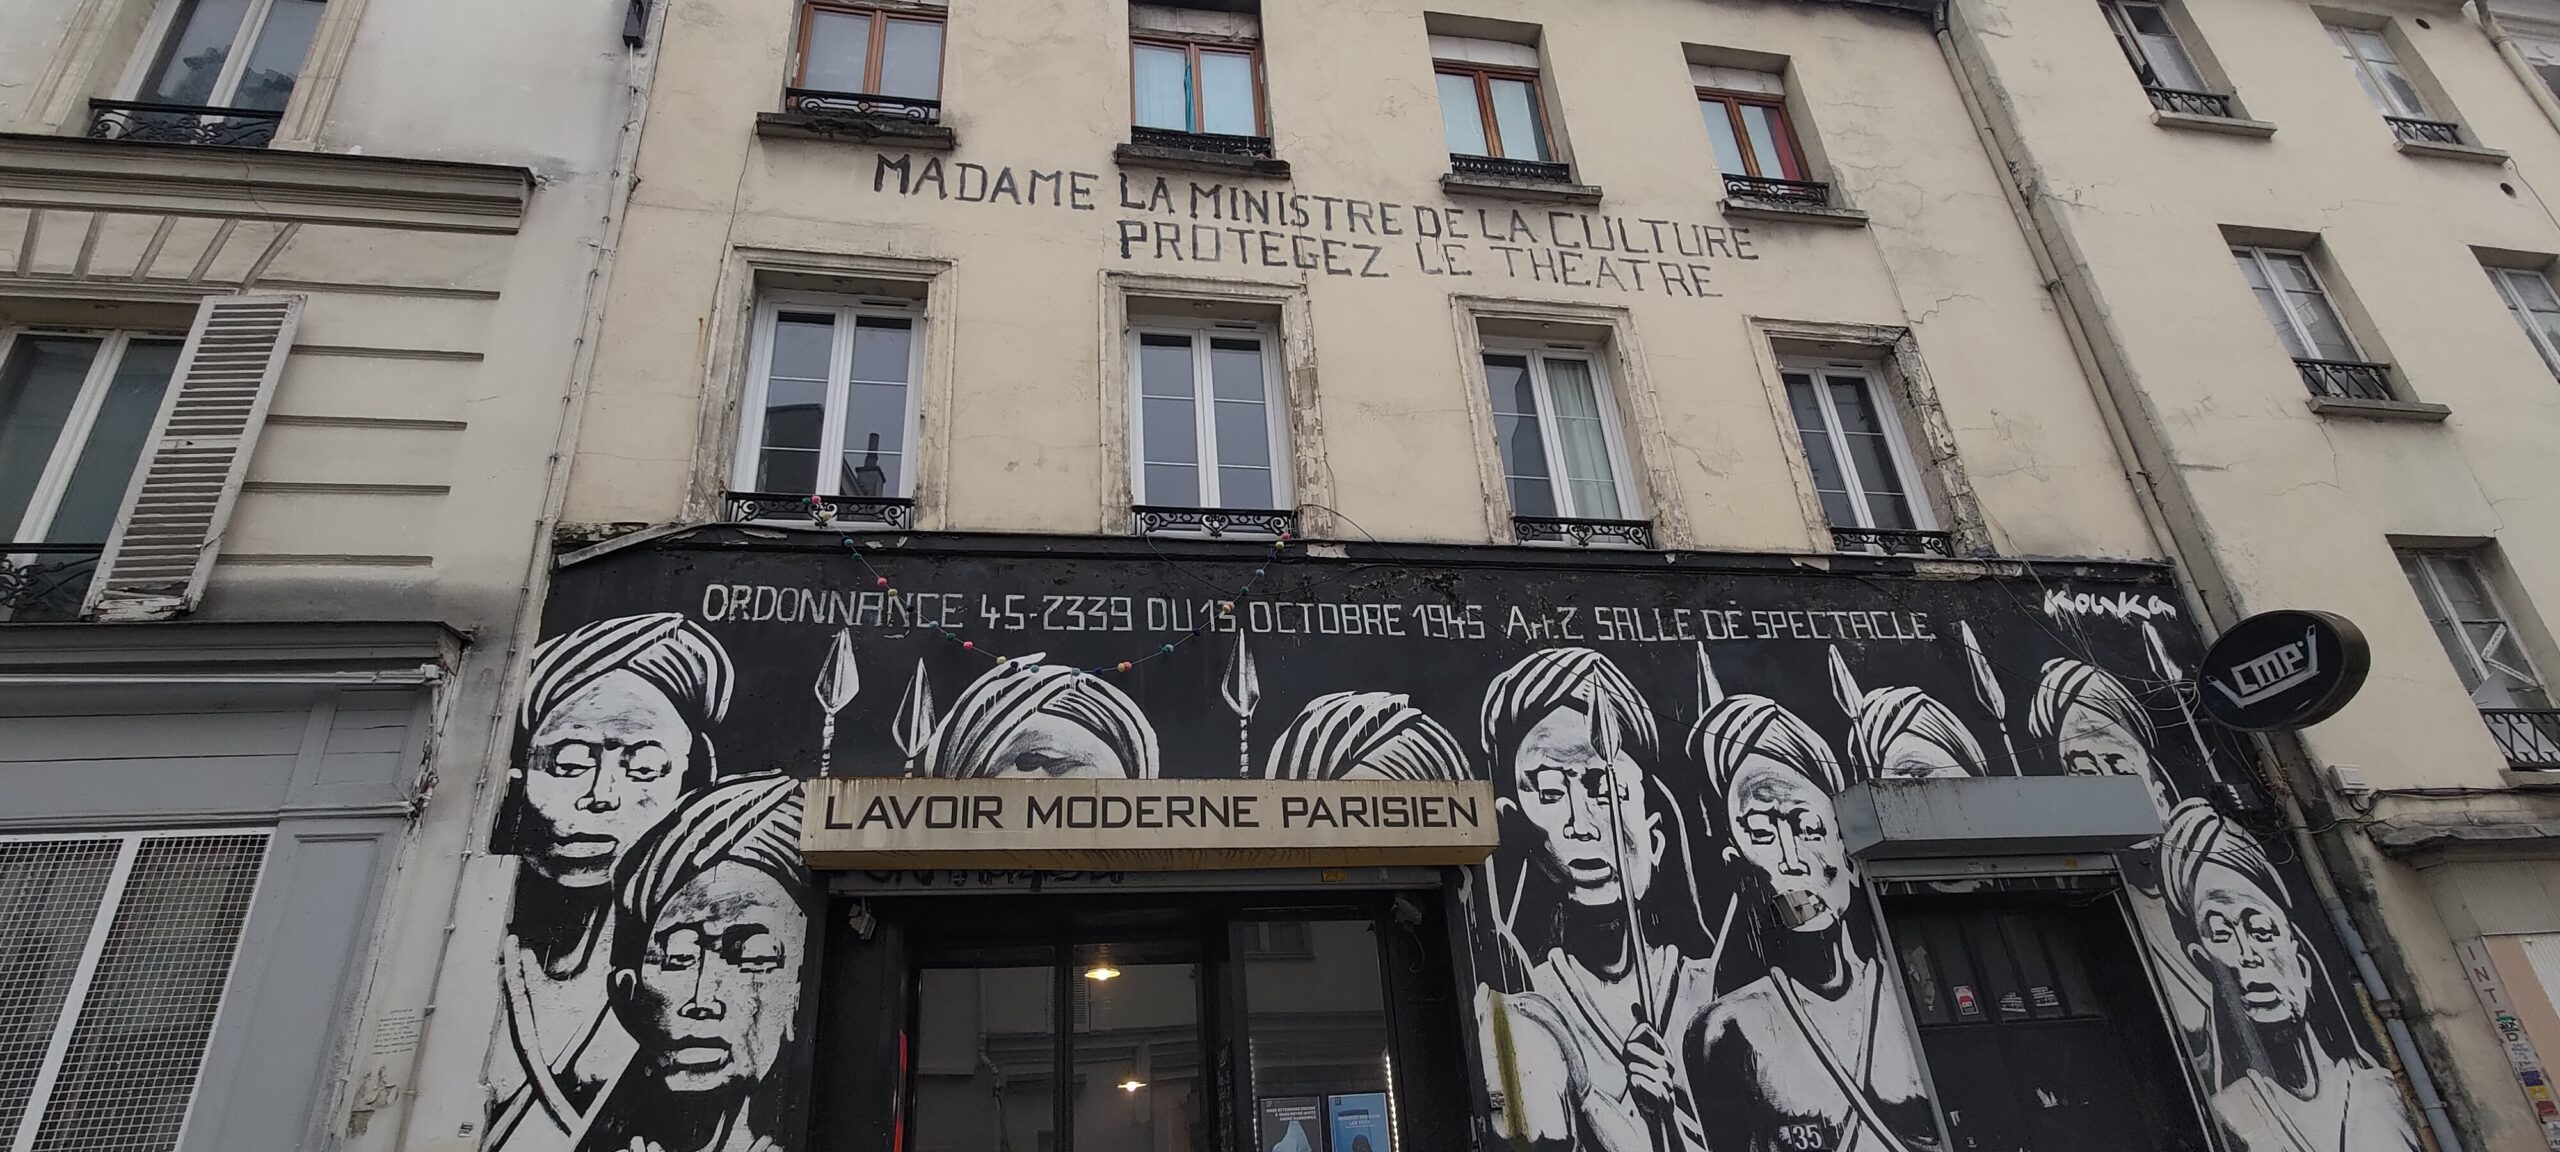 MADAME LA MINISTRE DE LA CULTURE
PROTEGEZ LE THEATRE
ORDONNANCE 45-2339 DU 13 OCTOBRE 1945 Art.2 SALLE DE SPECTACLE
KOUKA
LMP
LAVOIR MODERNE PARISIEN
35